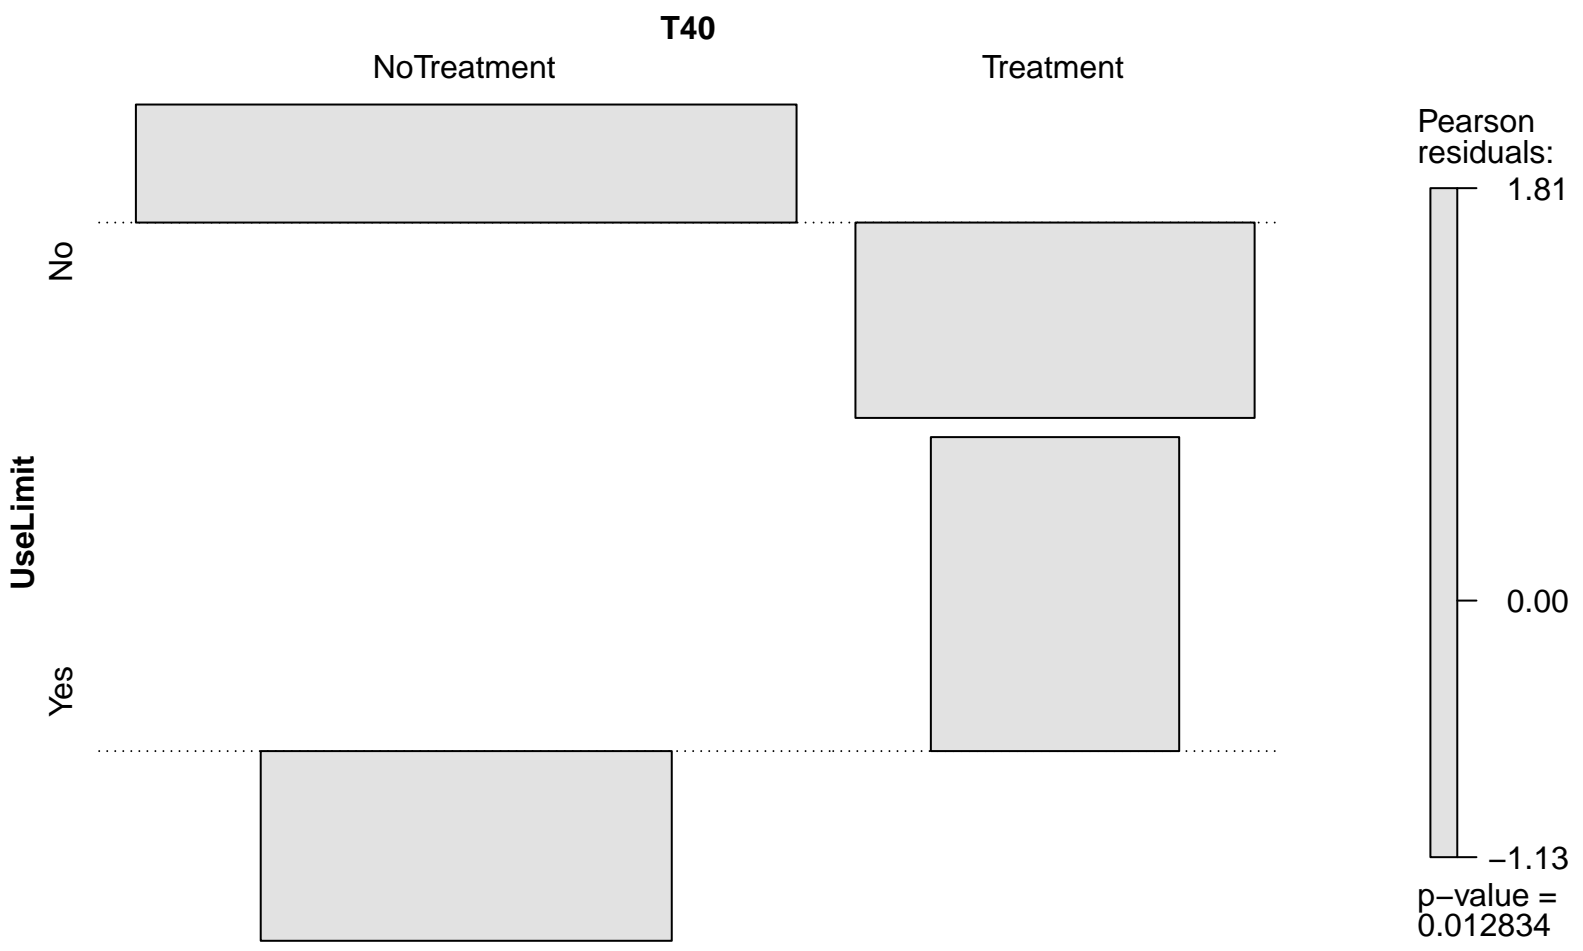 T40
NoTreatment Treatment
UseLimit
No
Yes
Pearson
residuals:
1.81
0.00
−1.13
p−value =
0.012834